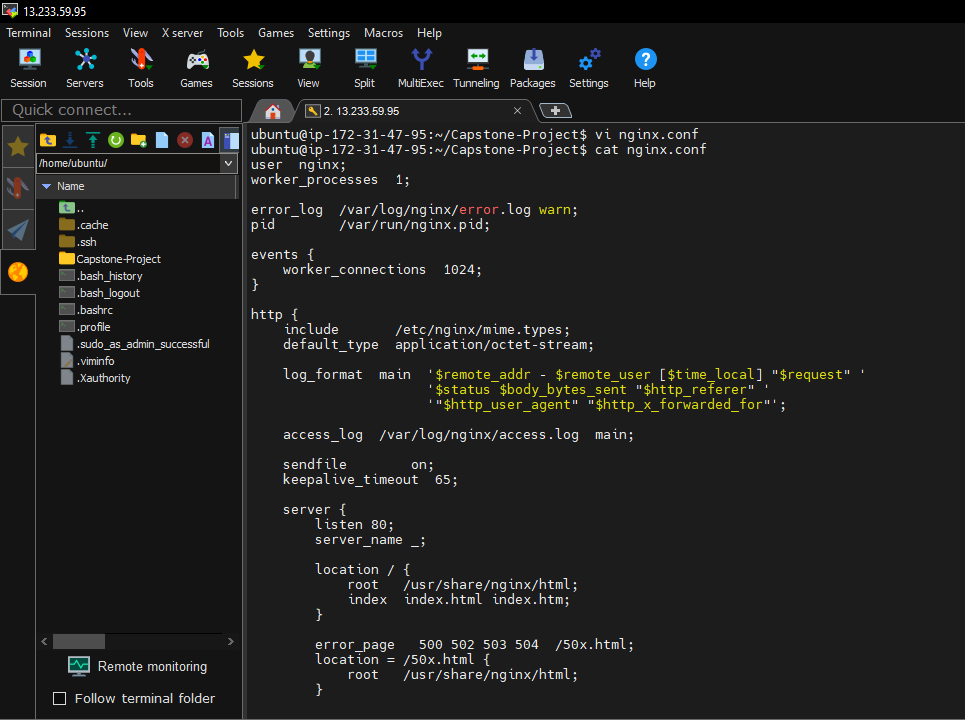 13.233.59.95
Terminal Sessions View X server Tools Games Settings Macros Help
Session Servers Tools Games Sessions View Split MultiExec Tunneling Packages Settings Help
Quick connect...
2. 13.233.59.95
/home/ubuntu/
Name
..
.cache
.ssh
Capstone-Project
.bash_history
.bash_logout
.bashrc
.profile
.sudo_as_admin_successful
.viminfo
.Xauthority
Remote monitoring
Follow terminal folder
ubuntu@ip-172-31-47-95:~/Capstone-Project$ vi nginx.conf
ubuntu@ip-172-31-47-95:~/Capstone-Project$ cat nginx.conf
user  nginx;
worker_processes  1;
error_log  /var/log/nginx/error.log warn;
pid        /var/run/nginx.pid;
events {
    worker_connections  1024;
}
http {
    include       /etc/nginx/mime.types;
    default_type  application/octet-stream;
    log_format  main  '$remote_addr - $remote_user [$time_local] "$request" '
                      '$status $body_bytes_sent "$http_referer" '
                      '"$http_user_agent" "$http_x_forwarded_for"';
    access_log  /var/log/nginx/access.log  main;
    sendfile        on;
    keepalive_timeout  65;
    server {
        listen 80;
        server_name _;
        location / {
            root   /usr/share/nginx/html;
            index  index.html index.htm;
        }
        error_page   500 502 503 504  /50x.html;
        location = /50x.html {
            root   /usr/share/nginx/html;
        }